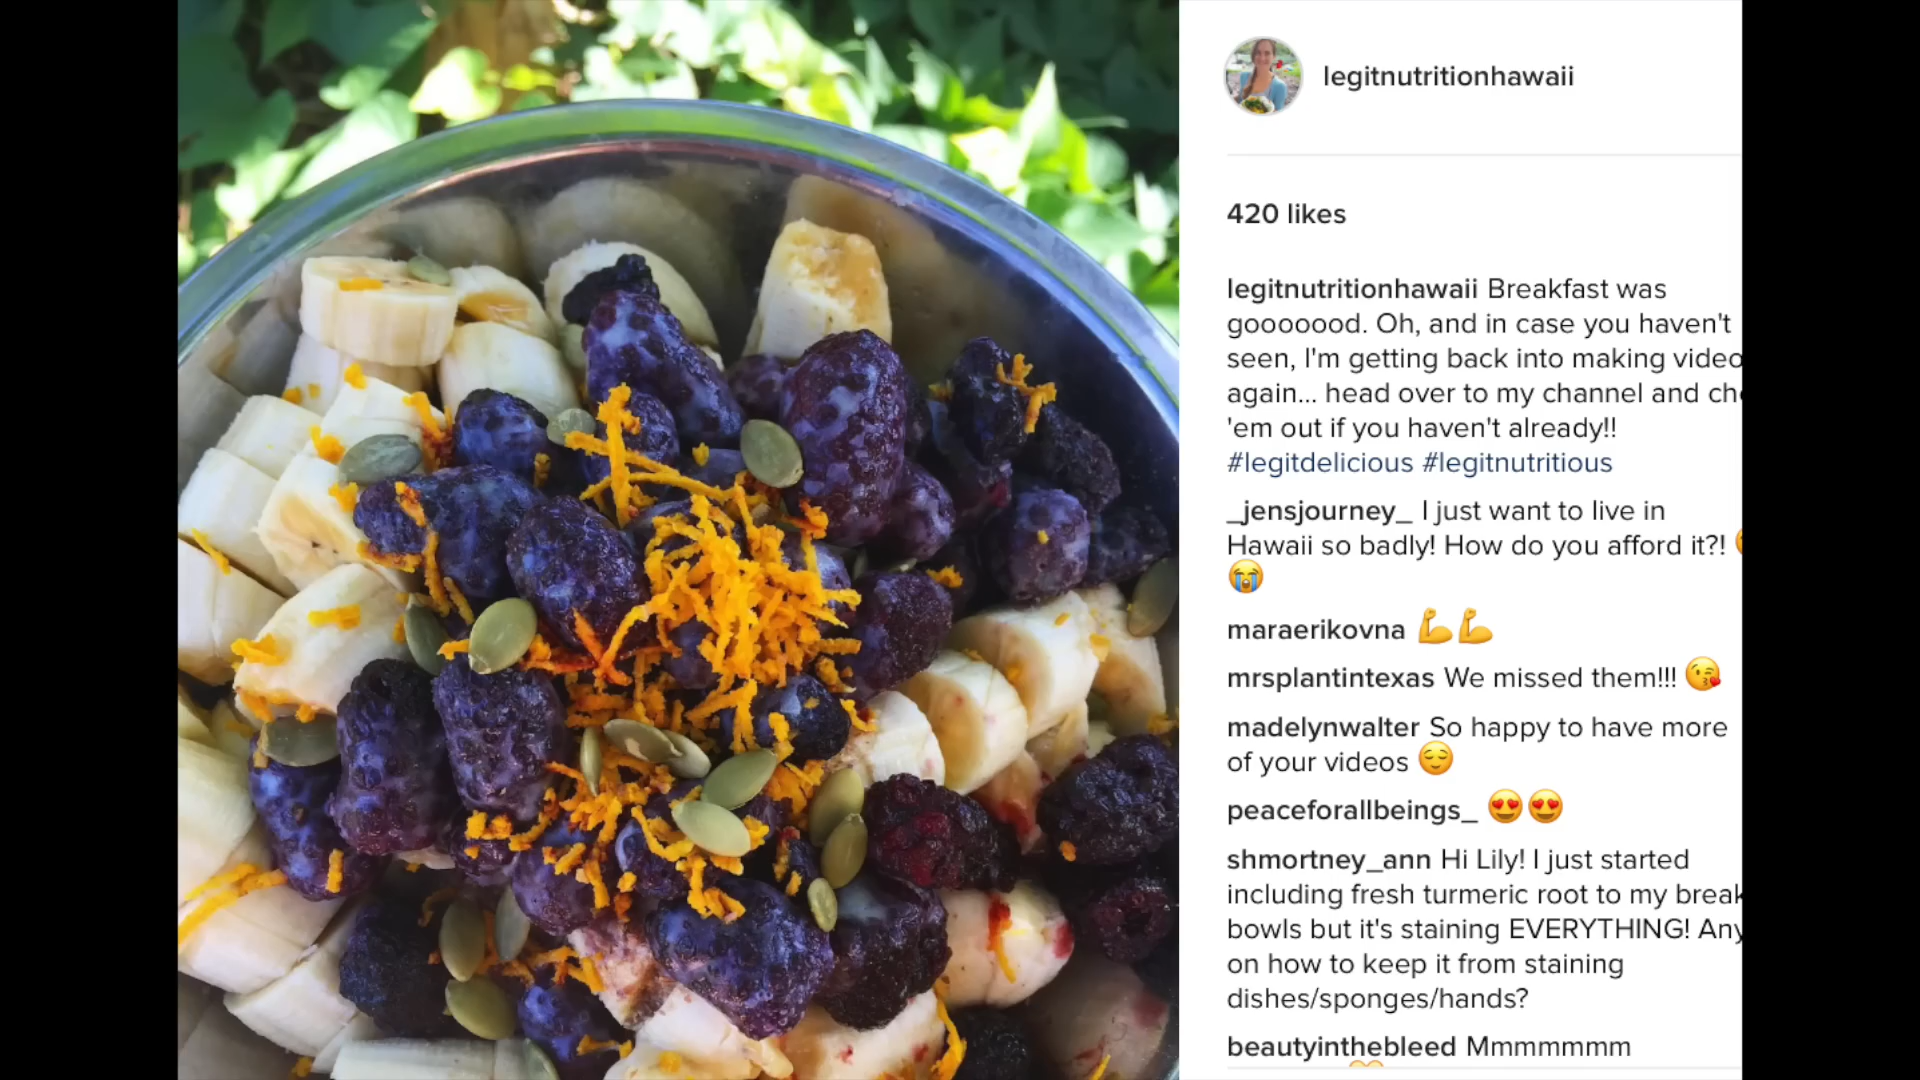 legitnutritionhawaii
420 likes
legitnutritionhawaii Breakfast was
gooooood. Oh, and in case you haven't
seen, I'm getting back into making video
again... head over to my channel and ch
'em out if you haven't already!!
#legitdelicious #legitnutritious
_jensjourney_ I just want to live in
Hawaii so badly! How do you afford it?!
😭
maraerikovna 💪💪
mrsplantintexas We missed them!!! 😘
madelynwalter So happy to have more
of your videos 😌
peaceforallbeings_ 😍😍
shmortney_ann Hi Lily! I just started
including fresh turmeric root to my break
bowls but it's staining EVERYTHING! Any
on how to keep it from staining
dishes/sponges/hands?
beautyinthebleed Mmmmmmm